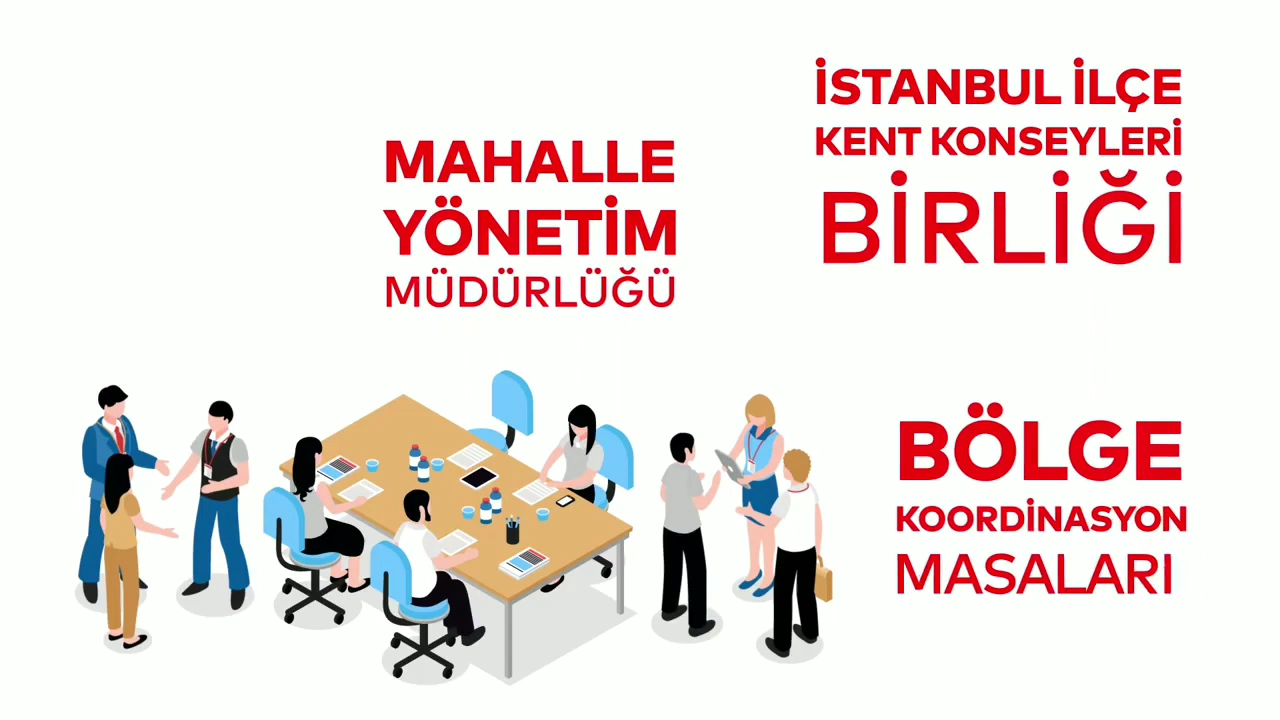 MAHALLE
YÖNETİM
MÜDÜRLÜĞÜ
İSTANBUL İLÇE
KENT KONSEYLERİ
BİRLİĞİ
BÖLGE
KOORDİNASYON
MASALARI